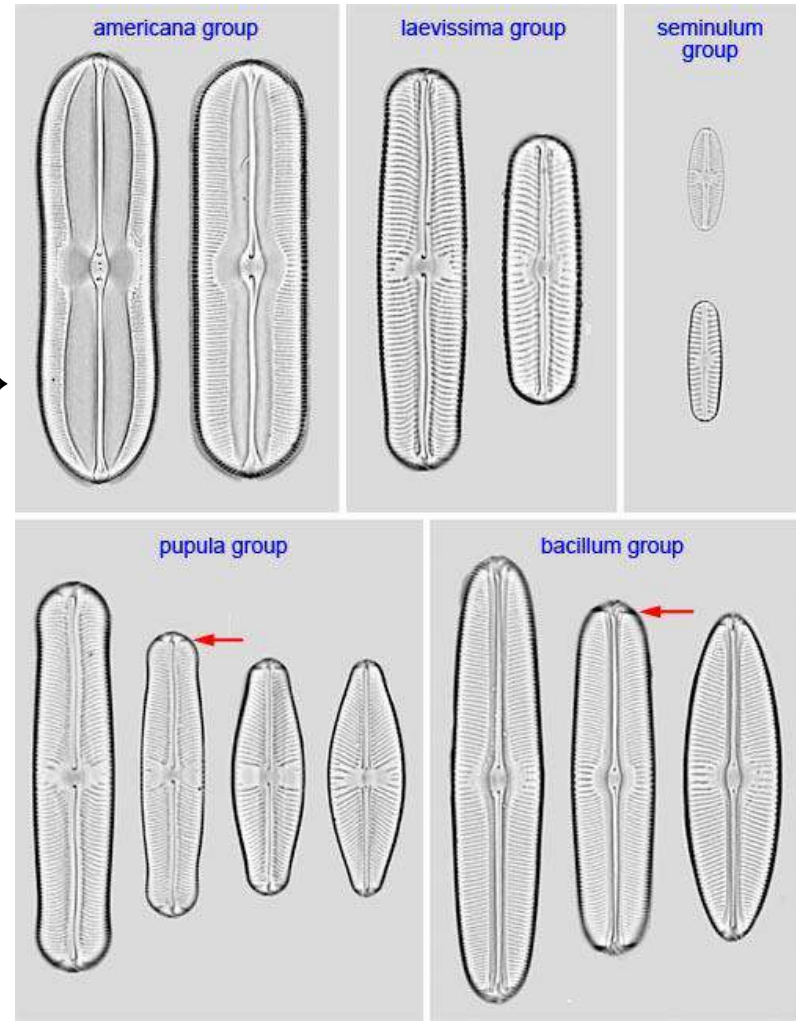 americana group
laevissima group
seminulum
group
pupula group
bacillum group